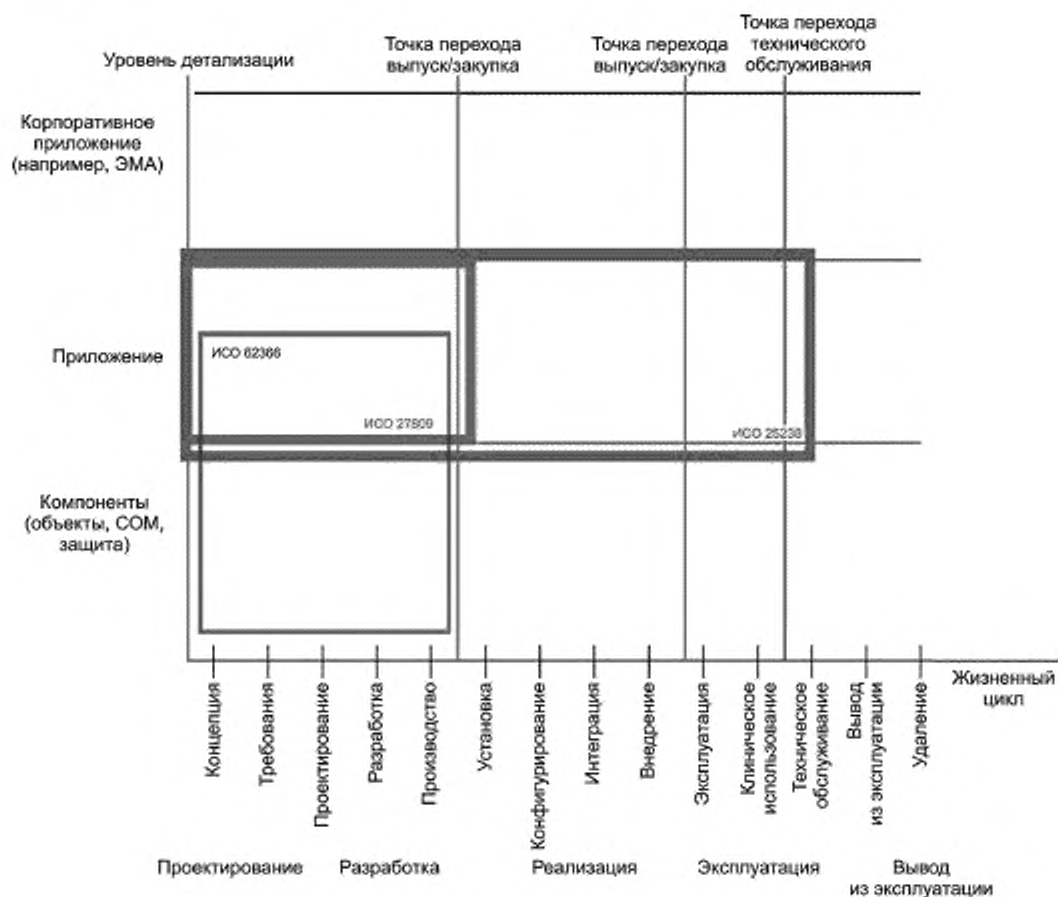 Уровень детализации
Точка перехода
выпуск/закупка
Точка перехода
выпуск/закупка
Точка перехода
технического
обслуживания
Корпоративное
приложение
(например, ЭМА)
Приложение
ИСО 62366
ИСО 27809
ИСО 25238
Компоненты
(объекты, COM,
защита)
Жизненный
цикл
Концепция
Требования
Проектирование
Разработка
Производство
Установка
Конфигурирование
Интеграция
Внедрение
Эксплуатация
Клиническое
использование
Техническое
обслуживание
Вывод
из эксплуатации
Удаление
Проектирование
Разработка
Реализация
Эксплуатация
Вывод
из эксплуатации